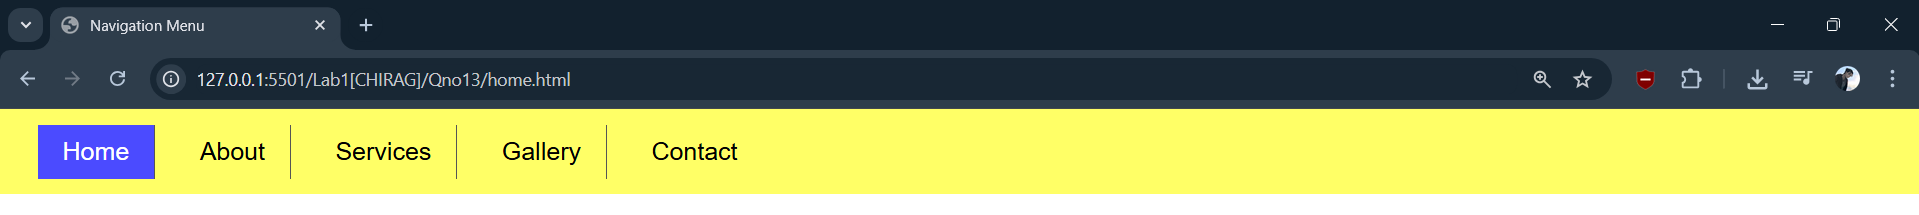 Navigation Menu
127.0.0.1:5501/Lab1[CHIRAG]/Qno13/home.html
Home About Services Gallery Contact